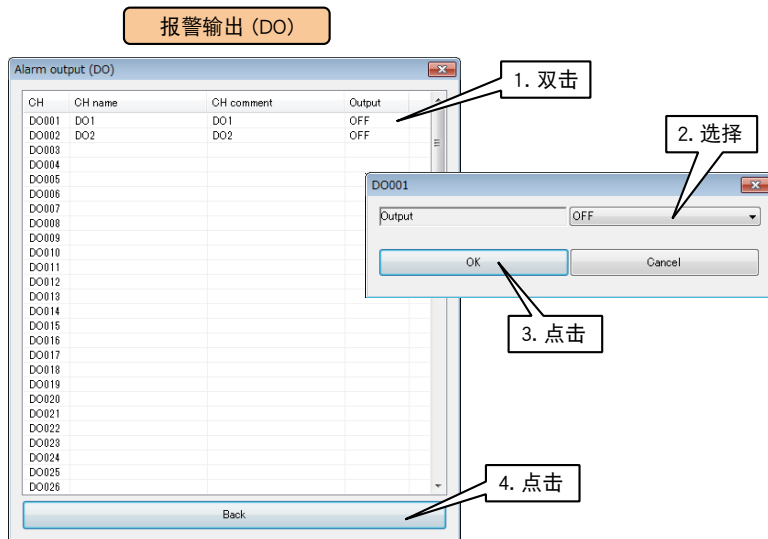 报警输出 (DO)
Alarm output (DO)
1. 双击
CH CH name CH comment Output
DO001 DO1 DO1 OFF
DO002 DO2 DO2 OFF
DO003
DO004
DO005
DO006
DO007
DO008
DO009
DO010
DO011
DO012
DO013
DO014
DO015
DO016
DO017
DO018
DO019
DO020
DO021
DO022
DO023
DO024
DO025
DO026
Back
2. 选择
DO001
Output OFF
OK Cancel
3. 点击
4. 点击